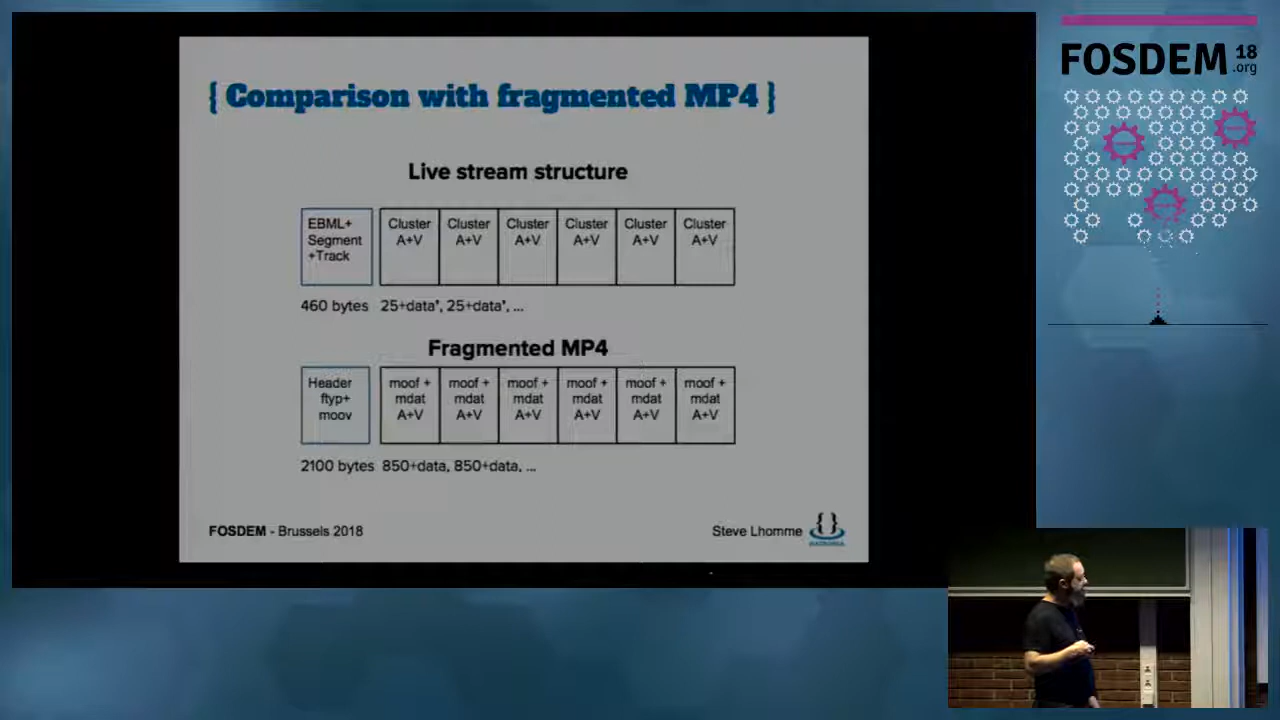 { Comparison with fragmented MP4 }
Live stream structure
EBML+
Segment
+Track
Cluster
A+V
Cluster
A+V
Cluster
A+V
Cluster
A+V
Cluster
A+V
Cluster
A+V
460 bytes 25+data', 25+data', ...
Fragmented MP4
Header
ftyp+
moov
moof +
mdat
A+V
moof +
mdat
A+V
moof +
mdat
A+V
moof +
mdat
A+V
moof +
mdat
A+V
moof +
mdat
A+V
2100 bytes 850+data, 850+data, ...
FOSDEM - Brussels 2018
Steve Lhomme
FOSDEM 18
.org